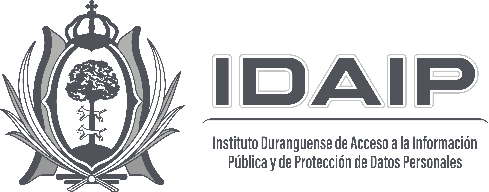 IDAIP
Instituto Duranguense de Acceso a la Información
Pública y de Protección de Datos Personales